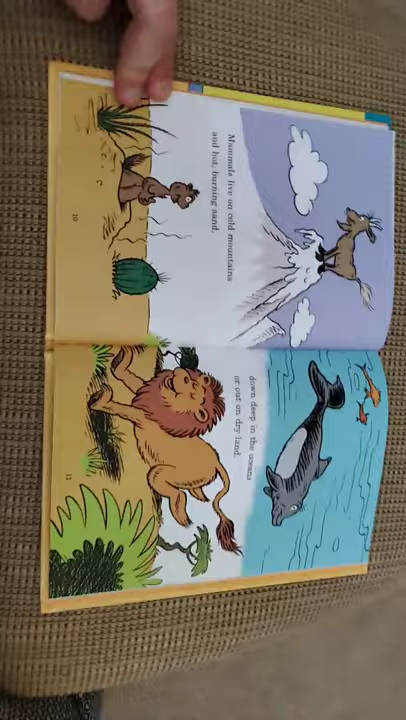 Mammals live on cold mountains
and hot, burning sand,
10
down deep in the oceans
or out on dry land.
11